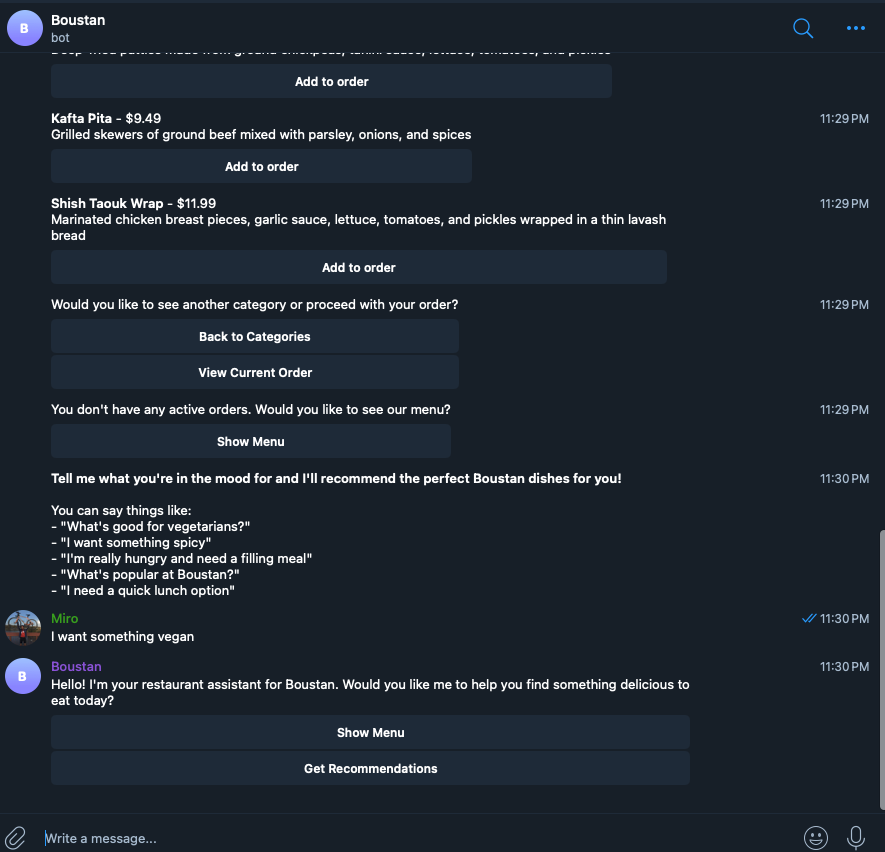 B
Boustan
bot
Add to order
Kafta Pita - $9.49
11:29 PM
Grilled skewers of ground beef mixed with parsley, onions, and spices
Add to order
Shish Taouk Wrap - $11.99
11:29 PM
Marinated chicken breast pieces, garlic sauce, lettuce, tomatoes, and pickles wrapped in a thin lavash
bread
Add to order
Would you like to see another category or proceed with your order?
11:29 PM
Back to Categories
View Current Order
You don't have any active orders. Would you like to see our menu?
11:29 PM
Show Menu
Tell me what you're in the mood for and I'll recommend the perfect Boustan dishes for you!
11:30 PM
You can say things like:
- "What's good for vegetarians?"
- "I want something spicy"
- "I'm really hungry and need a filling meal"
- "What's popular at Boustan?"
- "I need a quick lunch option"
Miro
11:30 PM
I want something vegan
B
Boustan
11:30 PM
Hello! I'm your restaurant assistant for Boustan. Would you like me to help you find something delicious to
eat today?
Show Menu
Get Recommendations
Write a message...